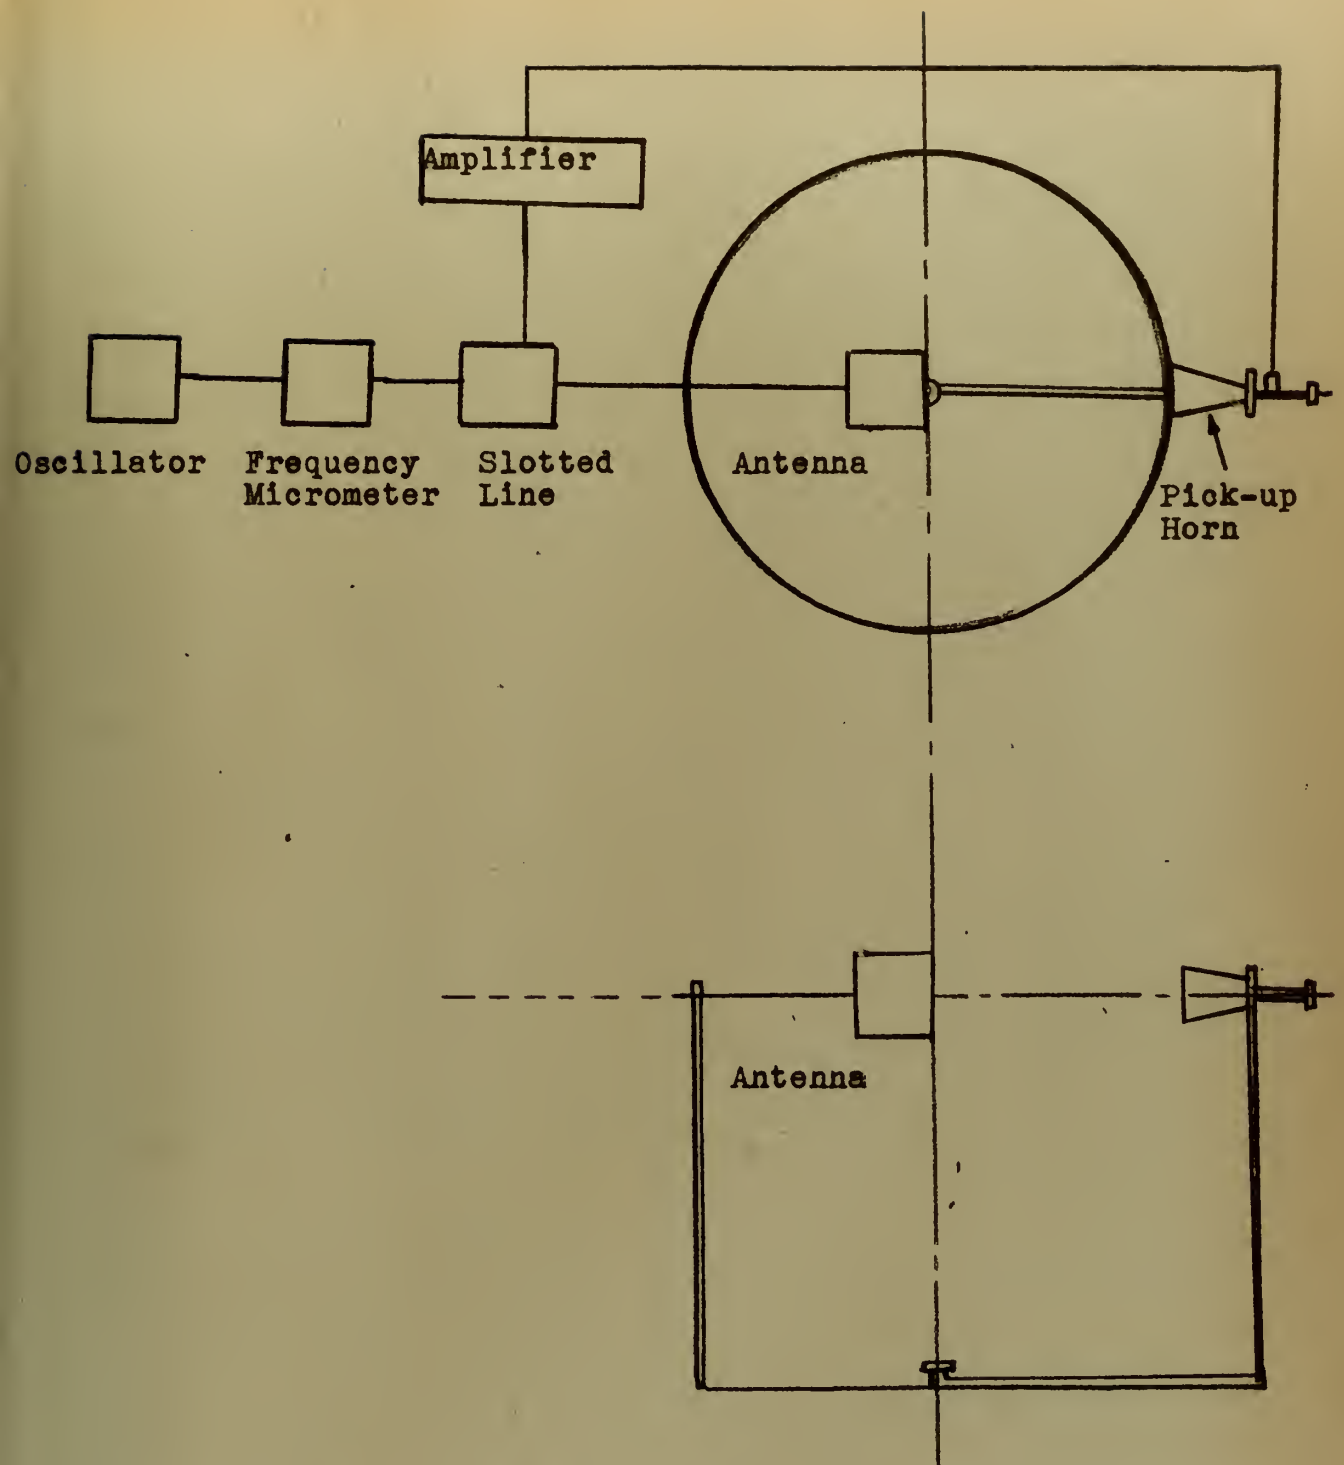 Amplifier
Oscillator
Frequency
Micrometer
Slotted
Line
Antenna
Pick-up
Horn
Antenna